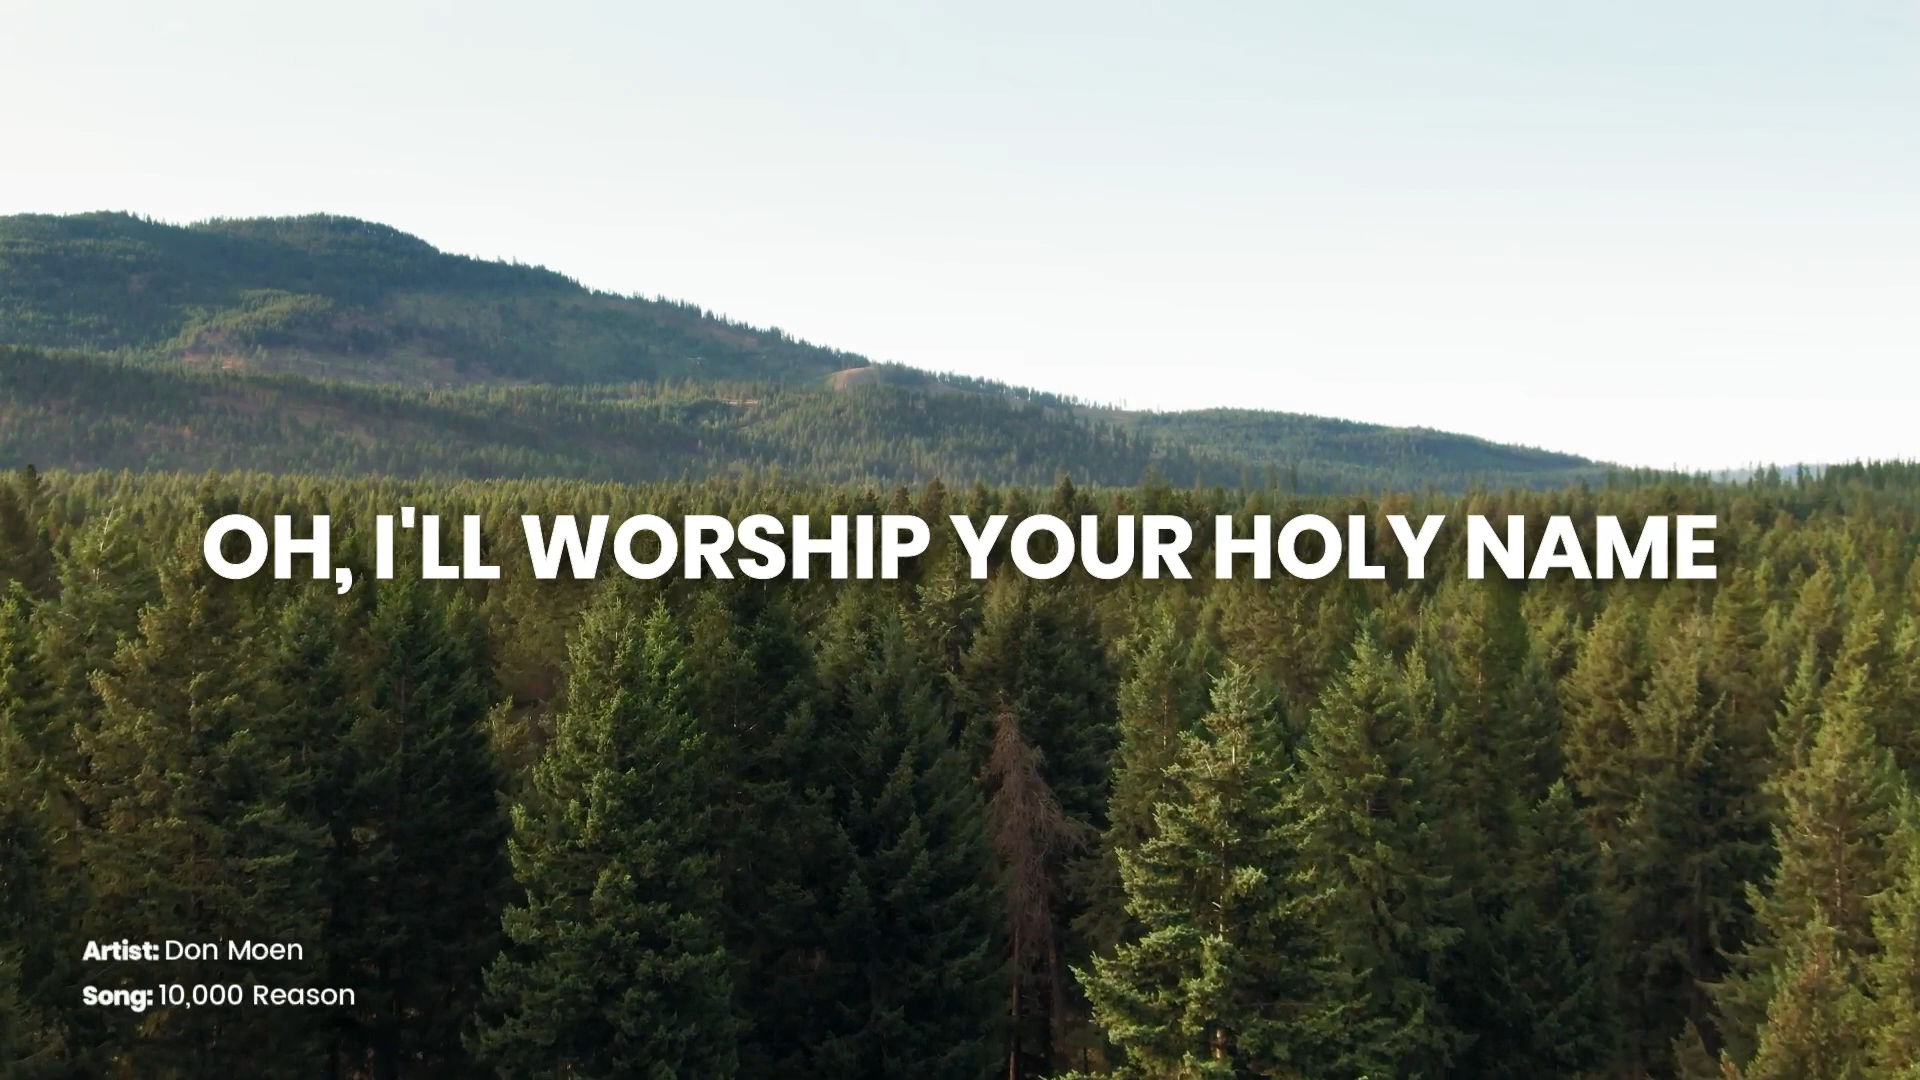 OH, I'LL WORSHIP YOUR HOLY NAME
Artist: Don Moen
Song: 10,000 Reason